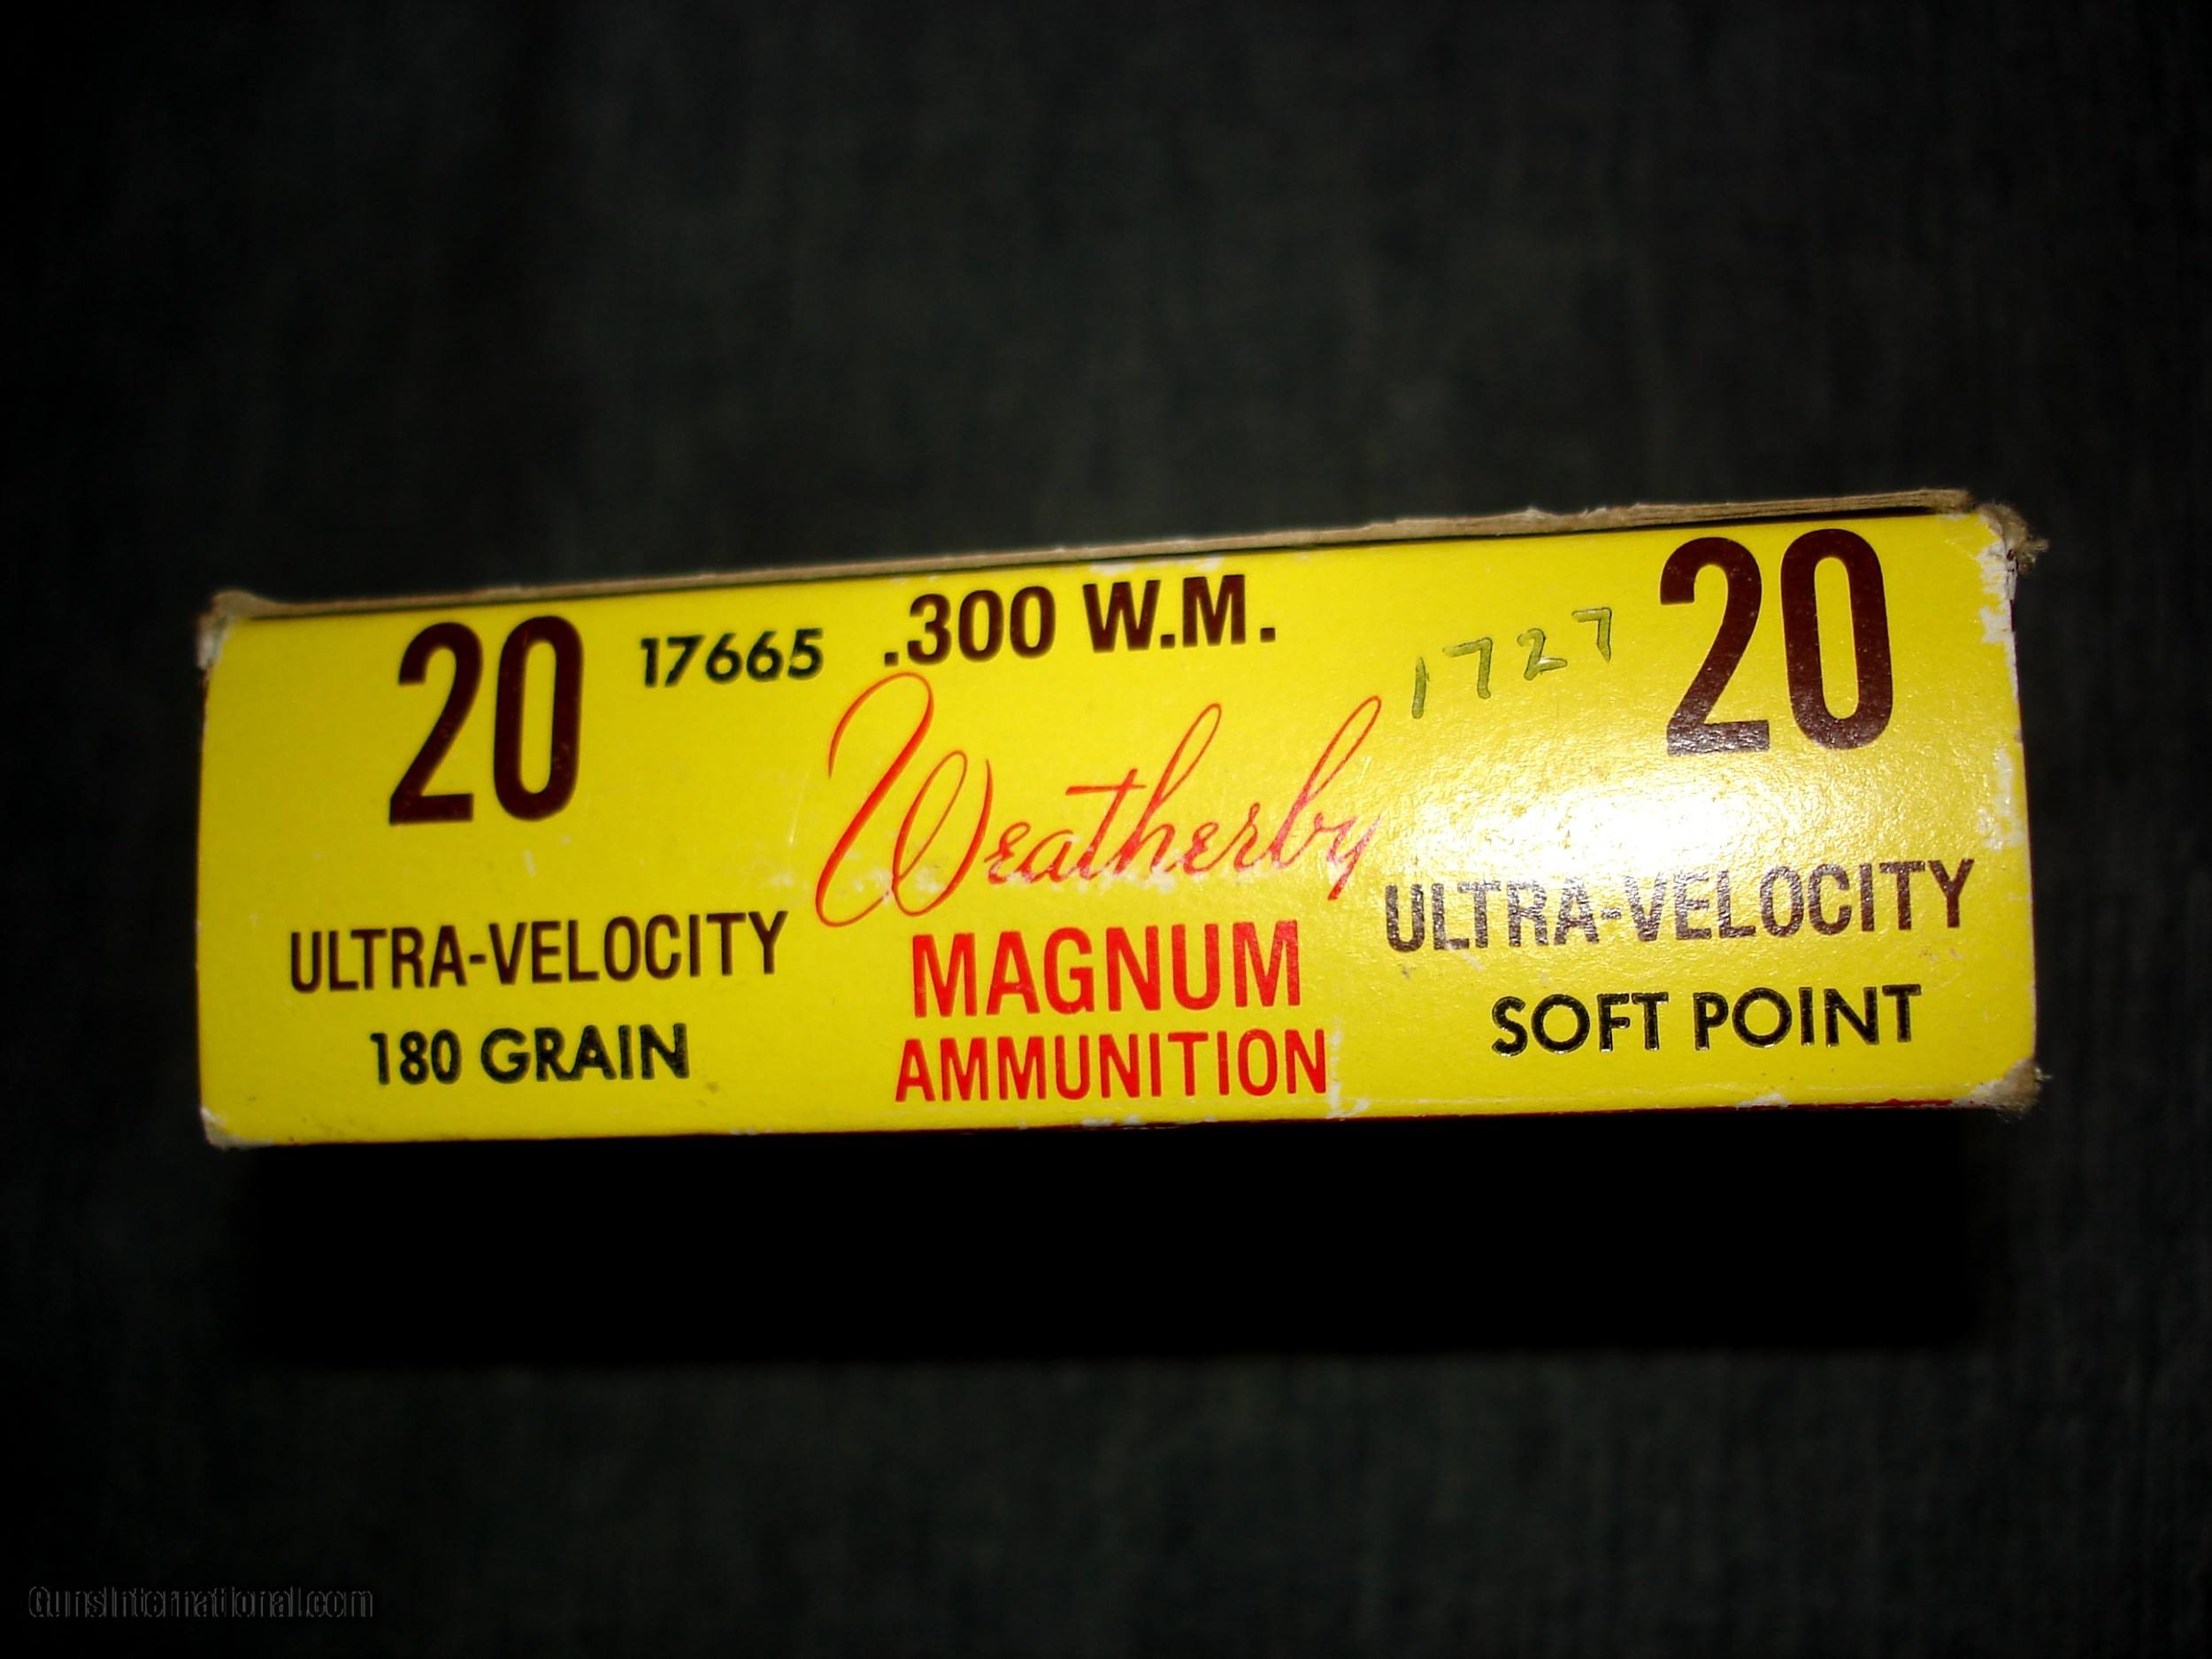 20 17665 .300 W.M. 1727 20
Weatherby
ULTRA-VELOCITY MAGNUM ULTRA-VELOCITY
180 GRAIN AMMUNITION SOFT POINT
GunsInternational.com